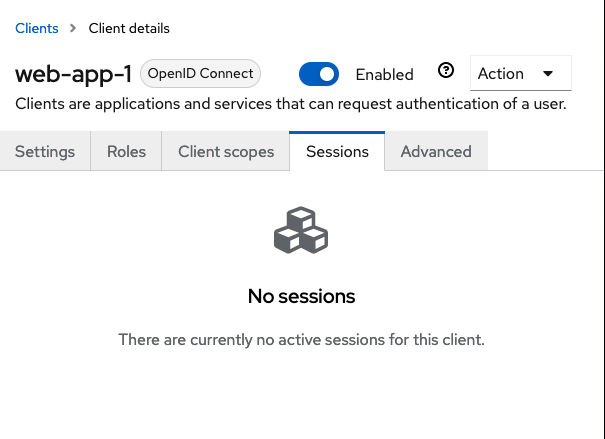 Clients > Client details
web-app-1 OpenID Connect Enabled Action
Clients are applications and services that can request authentication of a user.
Settings Roles Client scopes Sessions Advanced
No sessions
There are currently no active sessions for this client.